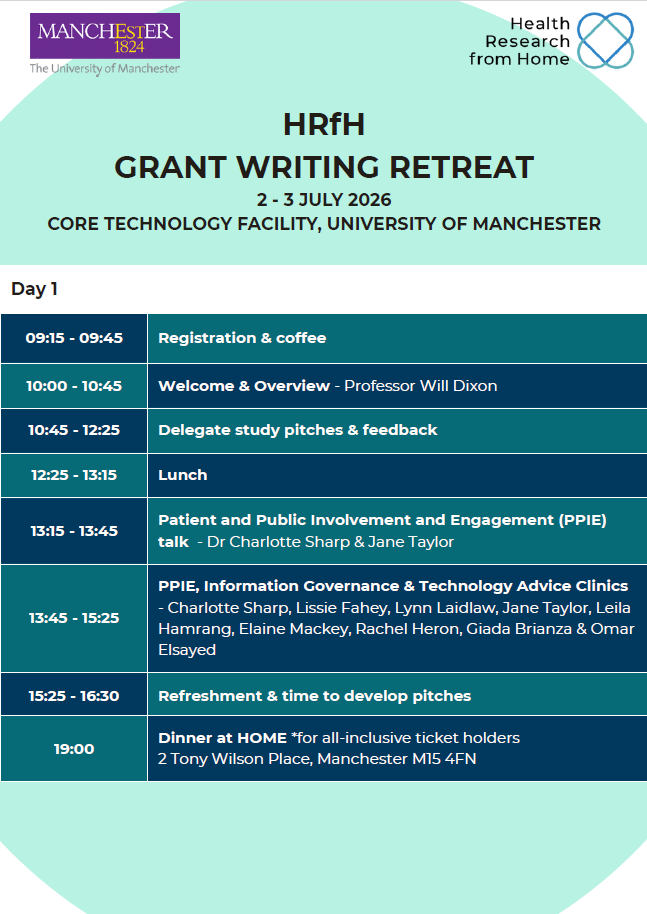 MANCHESTER
1824
The University of Manchester
Health
Research
from Home
HRfH
GRANT WRITING RETREAT
2 - 3 JULY 2026
CORE TECHNOLOGY FACILITY, UNIVERSITY OF MANCHESTER
Day 1
09:15 - 09:45
Registration & coffee
10:00 - 10:45
Welcome & Overview - Professor Will Dixon
10:45 - 12:25
Delegate study pitches & feedback
12:25 - 13:15
Lunch
13:15 - 13:45
Patient and Public Involvement and Engagement (PPIE)
talk - Dr Charlotte Sharp & Jane Taylor
13:45 - 15:25
PPIE, Information Governance & Technology Advice Clinics
- Charlotte Sharp, Lissie Fahey, Lynn Laidlaw, Jane Taylor, Leila
Hamrang, Elaine Mackey, Rachel Heron, Giada Brianza & Omar
Elsayed
15:25 - 16:30
Refreshment & time to develop pitches
19:00
Dinner at HOME *for all-inclusive ticket holders
2 Tony Wilson Place, Manchester M15 4FN